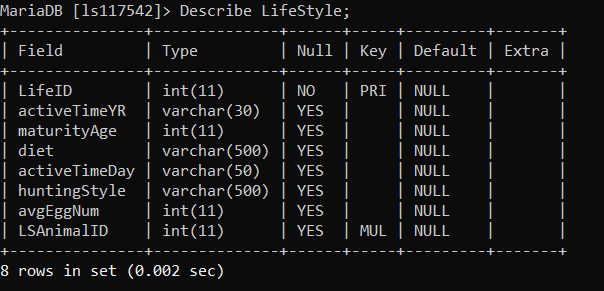 MariaDB [ls117542]> Describe LifeStyle;
+---------------+--------------+------+-----+---------+-------+
| Field         | Type         | Null | Key | Default | Extra |
+---------------+--------------+------+-----+---------+-------+
| LifeID        | int(11)      | NO   | PRI | NULL    |       |
| activeTimeYR  | varchar(30)  | YES  |     | NULL    |       |
| maturityAge   | int(11)      | YES  |     | NULL    |       |
| diet          | varchar(500) | YES  |     | NULL    |       |
| activeTimeDay | varchar(50)  | YES  |     | NULL    |       |
| huntingStyle  | varchar(500) | YES  |     | NULL    |       |
| avgEggNum     | int(11)      | YES  |     | NULL    |       |
| LSAnimalID    | int(11)      | YES  | MUL | NULL    |       |
+---------------+--------------+------+-----+---------+-------+
8 rows in set (0.002 sec)